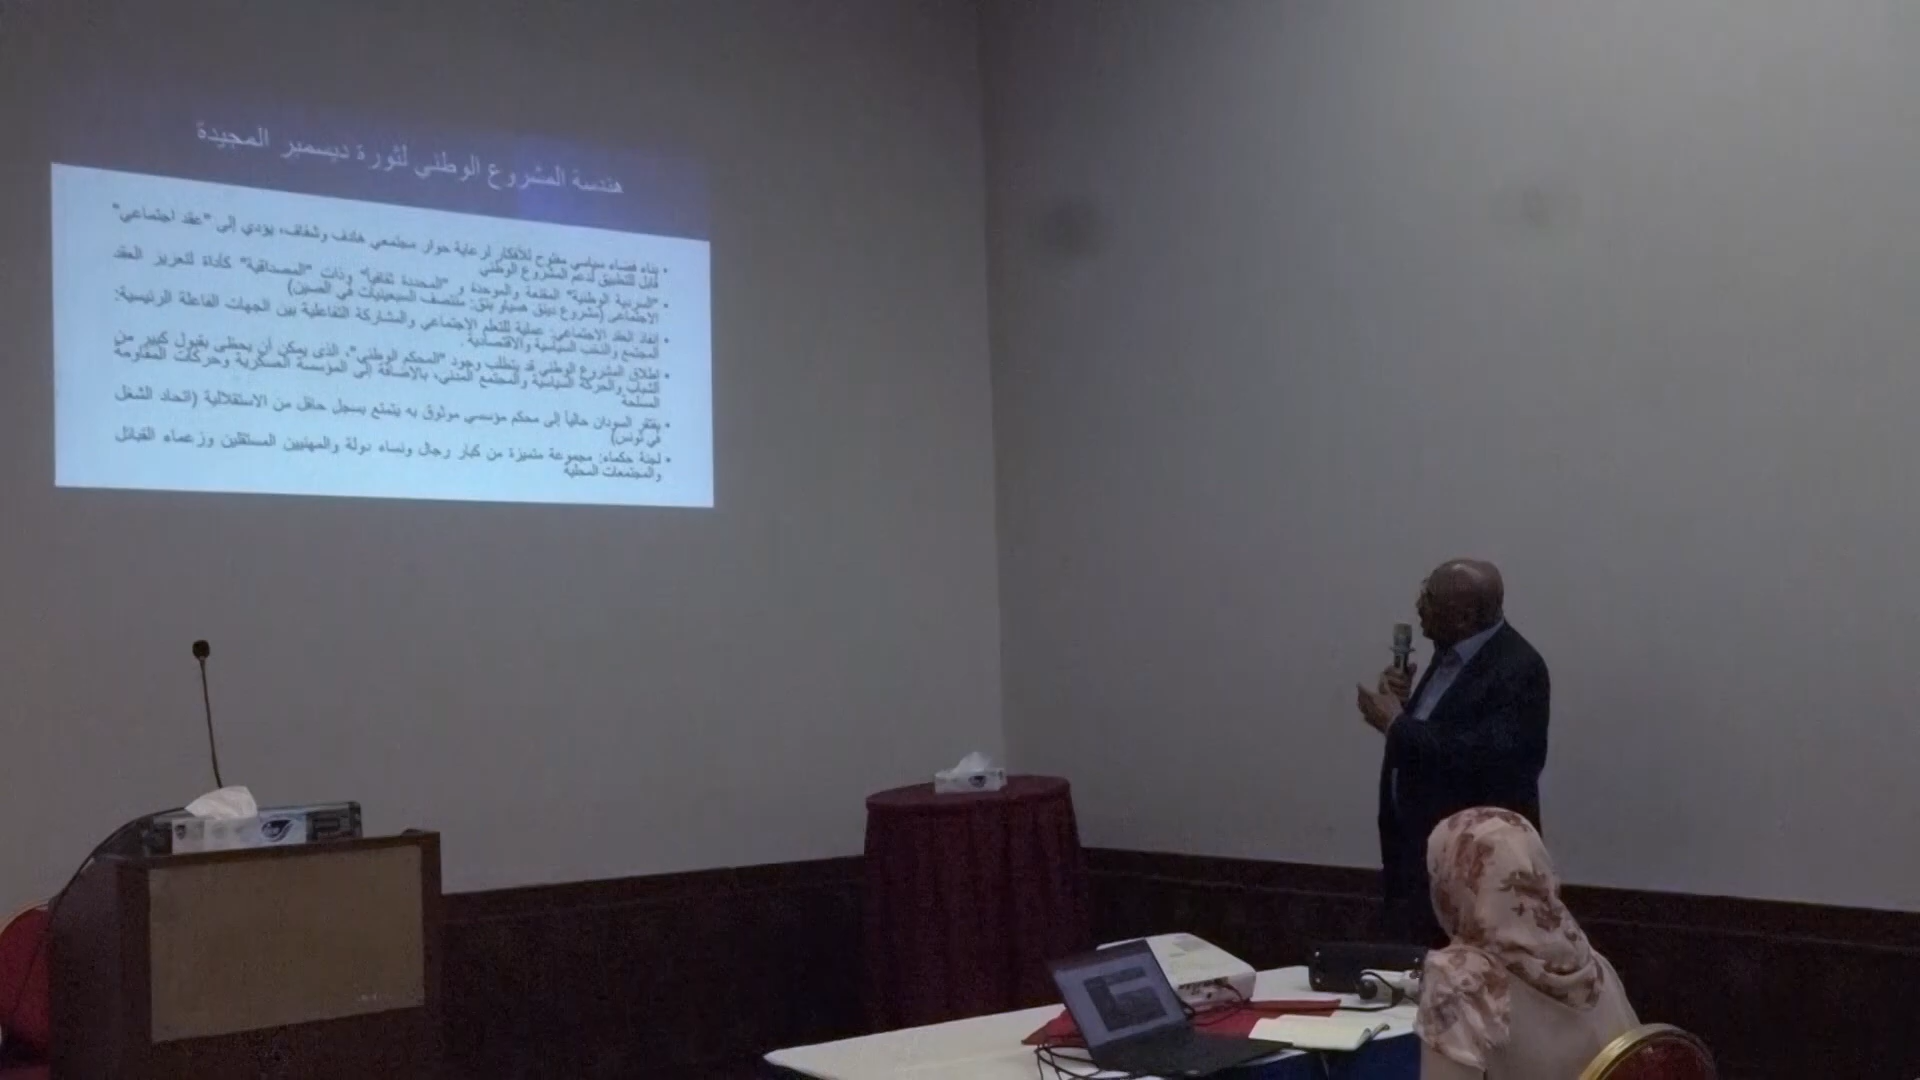 هندسة المشروع الوطني لثورة ديسمبر المجيدة
• بناء فضاء سياسي مفتوح للأفكار لرعاية حوار مجتمعي هادف وشفاف، يؤدي إلى "عقد اجتماعي"
قابل للتطبيق لدعم المشروع الوطني
• "السردية الوطنية" المقنعة والموحدة و "المحددة ثقافيا" وذات "المصداقية" كأداة لتعزيز العقد
الاجتماعي (مشروع دينق هسياو بنق: منتصف السبعينيات في الصين)
• إنفاذ العقد الاجتماعي: عملية للتعلم الاجتماعي والمشاركة التفاعلية بين الجهات الفاعلة الرئيسية:
المجتمع والنخب السياسية والاقتصادية
• إطلاق المشروع الوطني قد يتطلب وجود "المحكم الوطني"، الذى يمكن أن يحظى بقبول كبير من
الشباب والحركة السياسية والمجتمع المدني، بالاضافة إلى المؤسسة العسكرية وحركات المقاومة
المسلحة
• يفتقر السودان حالياً إلى محكم مؤسسي موثوق به يتمتع بسجل حافل من الاستقلالية (اتحاد الشغل
في تونس)
• لجنة حكماء: مجموعة متميزة من كبار رجال ونساء دولة والمهنيين المستقلين وزعماء القبائل
والمجتمعات المحلية